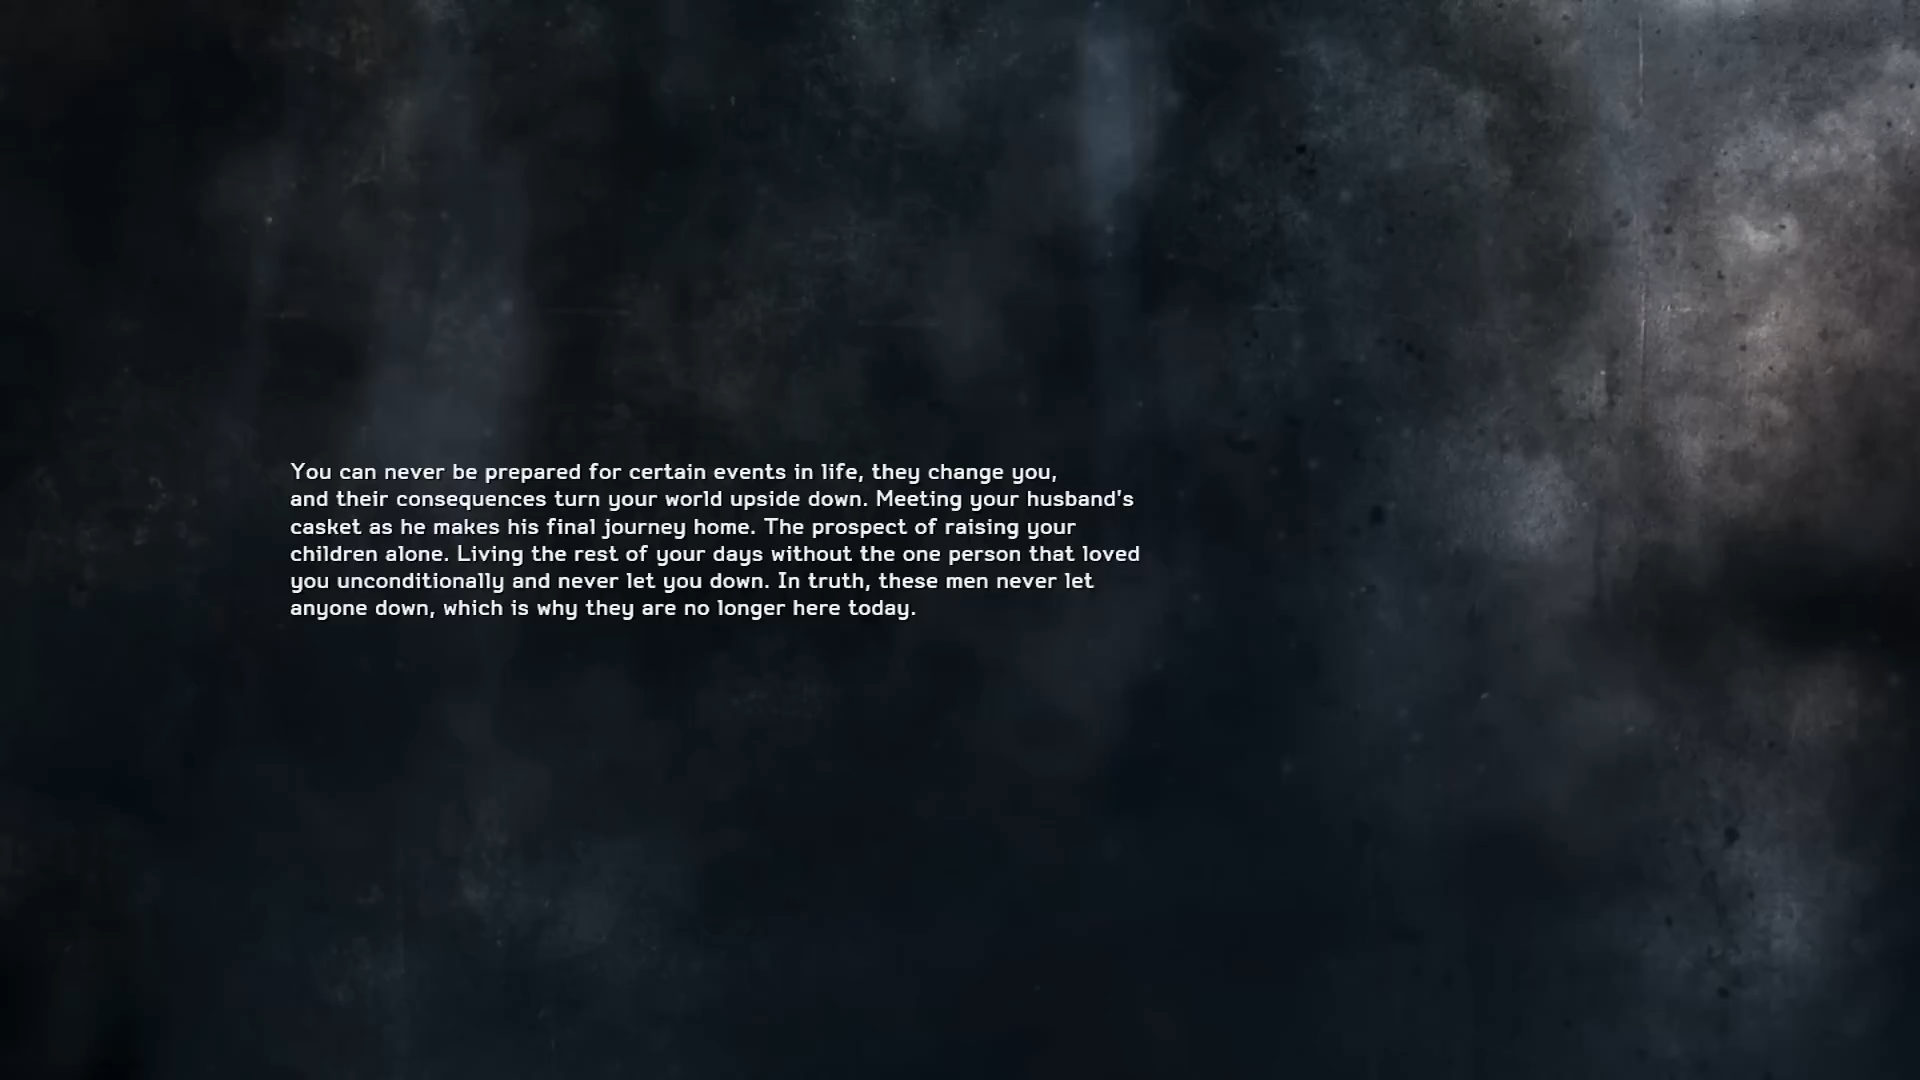 You can never be prepared for certain events in life, they change you,
and their consequences turn your world upside down. Meeting your husband's
casket as he makes his final journey home. The prospect of raising your
children alone. Living the rest of your days without the one person that loved
you unconditionally and never let you down. In truth, these men never let
anyone down, which is why they are no longer here today.